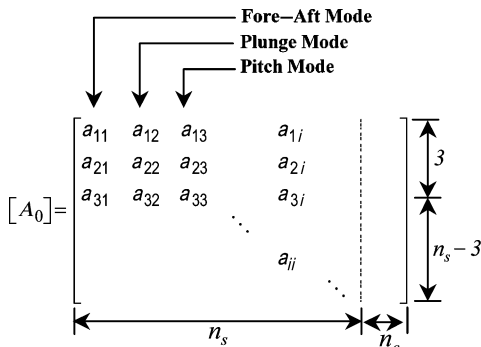 Fore–Aft Mode
Plunge Mode
Pitch Mode
a11 a12 a13 a1i
a21 a22 a23 a2i 3
a31 a32 a33 a3i
[A0]=
aii ns – 3
ns